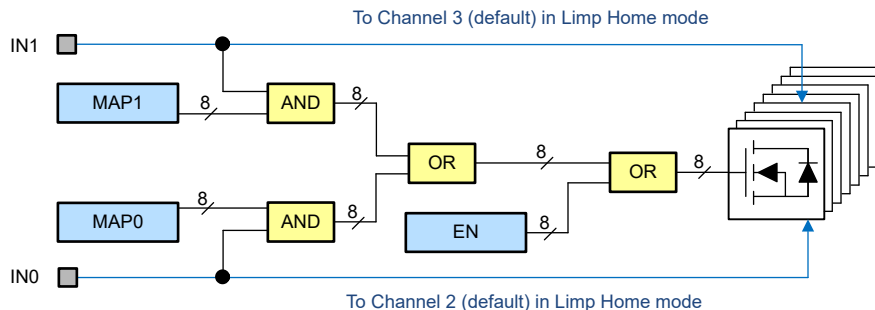 To Channel 3 (default) in Limp Home mode
IN1
MAP1
8
AND
8
OR
8
OR
8
MAP0
8
AND
8
EN
8
IN0
To Channel 2 (default) in Limp Home mode